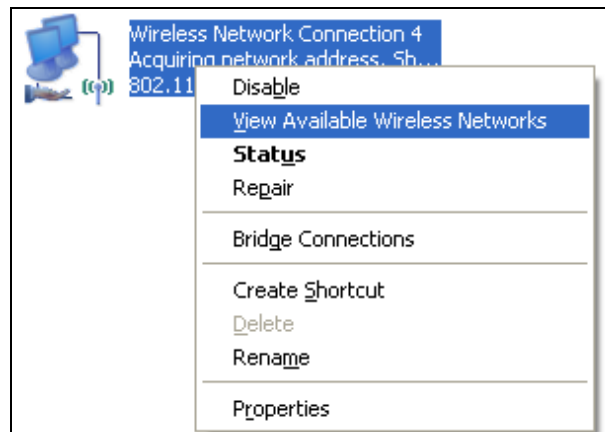 Wireless Network Connection 4
Acquiring network address. Sh...
802.11
Disable
View Available Wireless Networks
Status
Repair
Bridge Connections
Create Shortcut
Delete
Rename
Properties